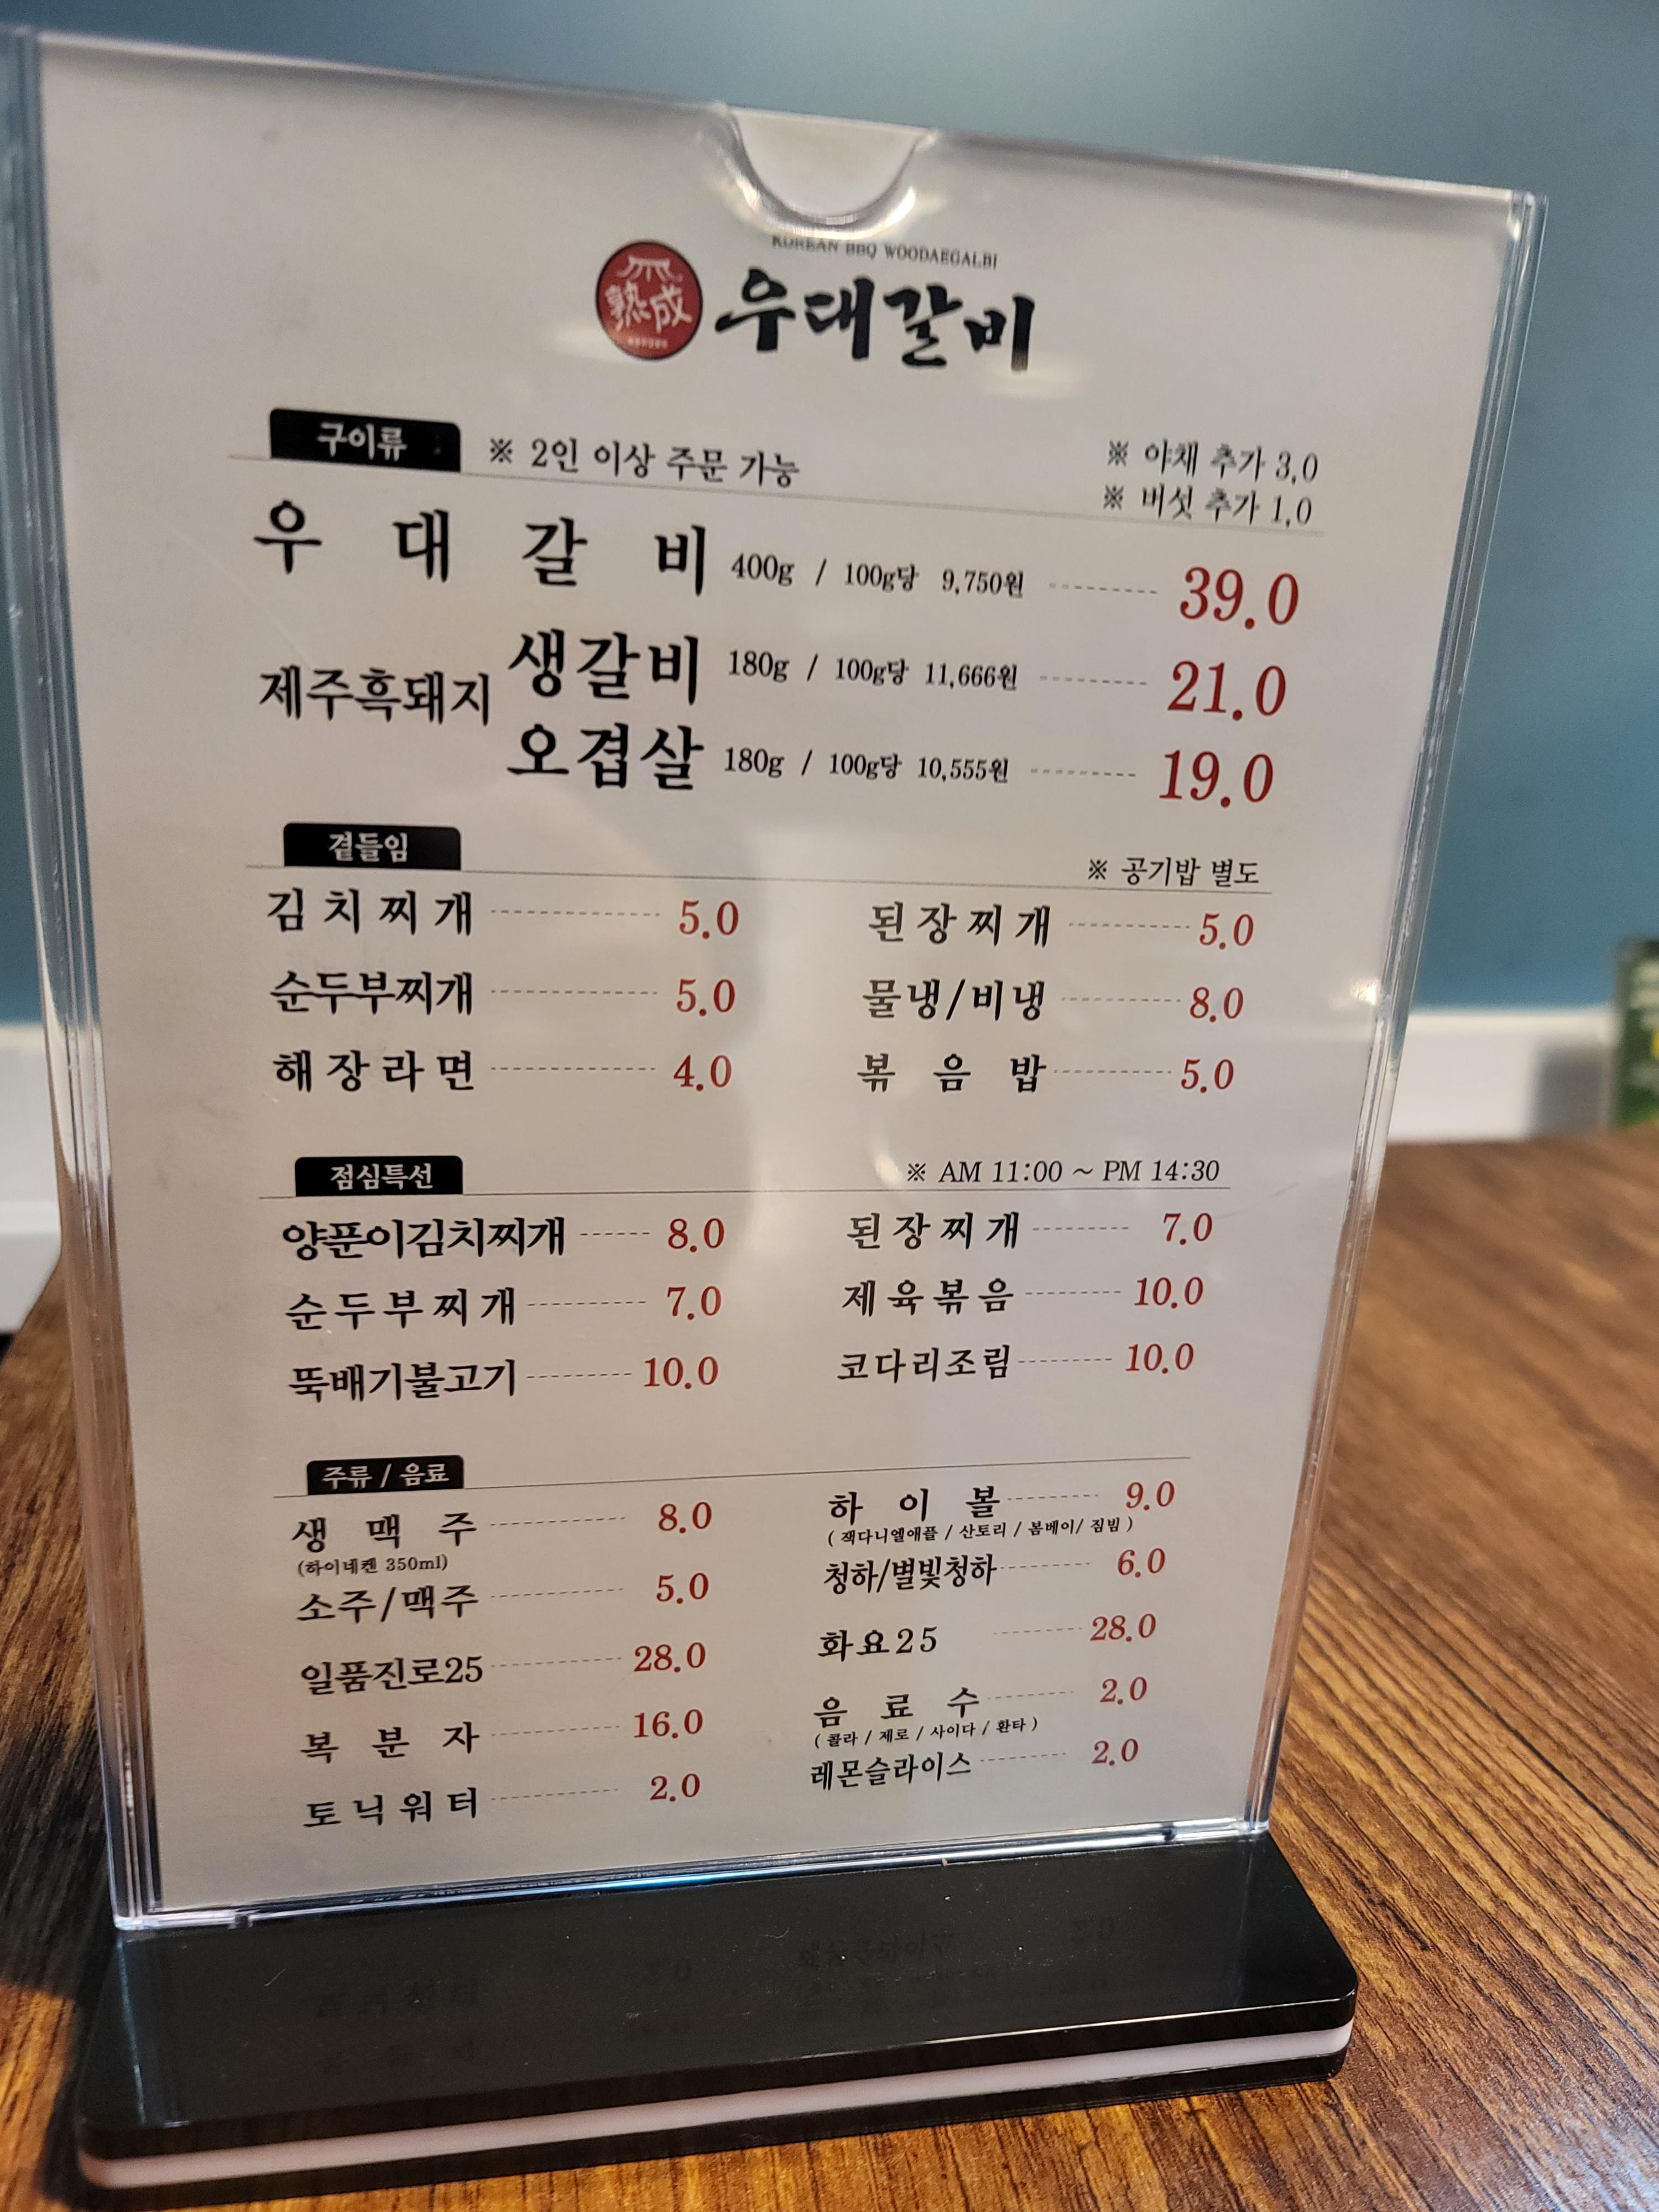 KOREAN BBQ WOODAEGALBI
熟成 우대갈비
구이류 ※ 2인 이상 주문 가능
※ 야채 추가 3,0
※ 버섯 추가 1,0
우 대 갈 비 400g / 100g당 9,750원 39.0
제주흑돼지
생갈비 180g / 100g당 11,666원 21.0
오겹살 180g / 100g당 10,555원 19.0
곁들임 ※ 공기밥 별도
김치찌개 5.0 된장찌개 5.0
순두부찌개 5.0 물냉/비냉 8.0
해장라면 4.0 볶음밥 5.0
점심특선 ※ AM 11:00 ~ PM 14:30
양푼이김치찌개 8.0 된장찌개 7.0
순두부찌개 7.0 제육볶음 10.0
뚝배기불고기 10.0 코다리조림 10.0
주류 / 음료
생맥주 8.0 하이볼 9.0
(하이네켄 350ml) ( 잭다니엘애플 / 산토리 / 봄베이/ 짐빔 )
소주/맥주 5.0 청하/별빛청하 6.0
일품진로25 28.0 화요25 28.0
복분자 16.0 음료수 2.0
( 콜라 / 제로 / 사이다 / 환타 )
토닉워터 2.0 레몬슬라이스 2.0